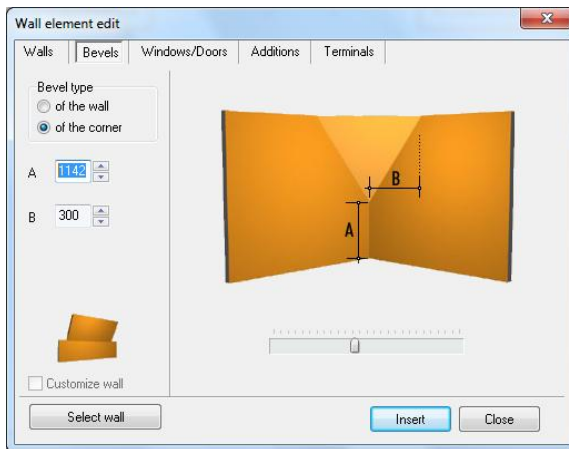 Wall element edit
Walls Bevels Windows/Doors Additions Terminals
Bevel type
of the wall
of the corner
A 1142
B 300
B
A
Customize wall
Select wall Insert Close